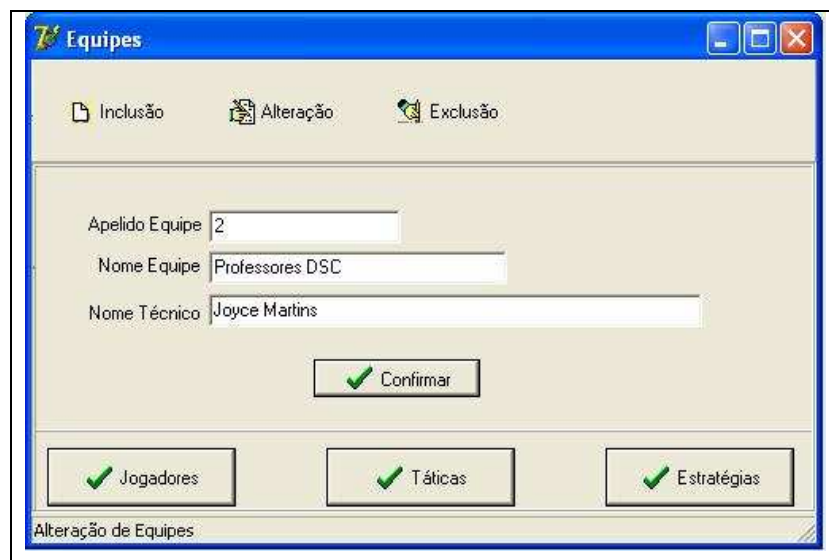 Equipes
Inclusão Alteração Exclusão
Apelido Equipe 2
Nome Equipe Professores DSC
Nome Técnico Joyce Martins
Confirmar
Jogadores Táticas Estratégias
Alteração de Equipes